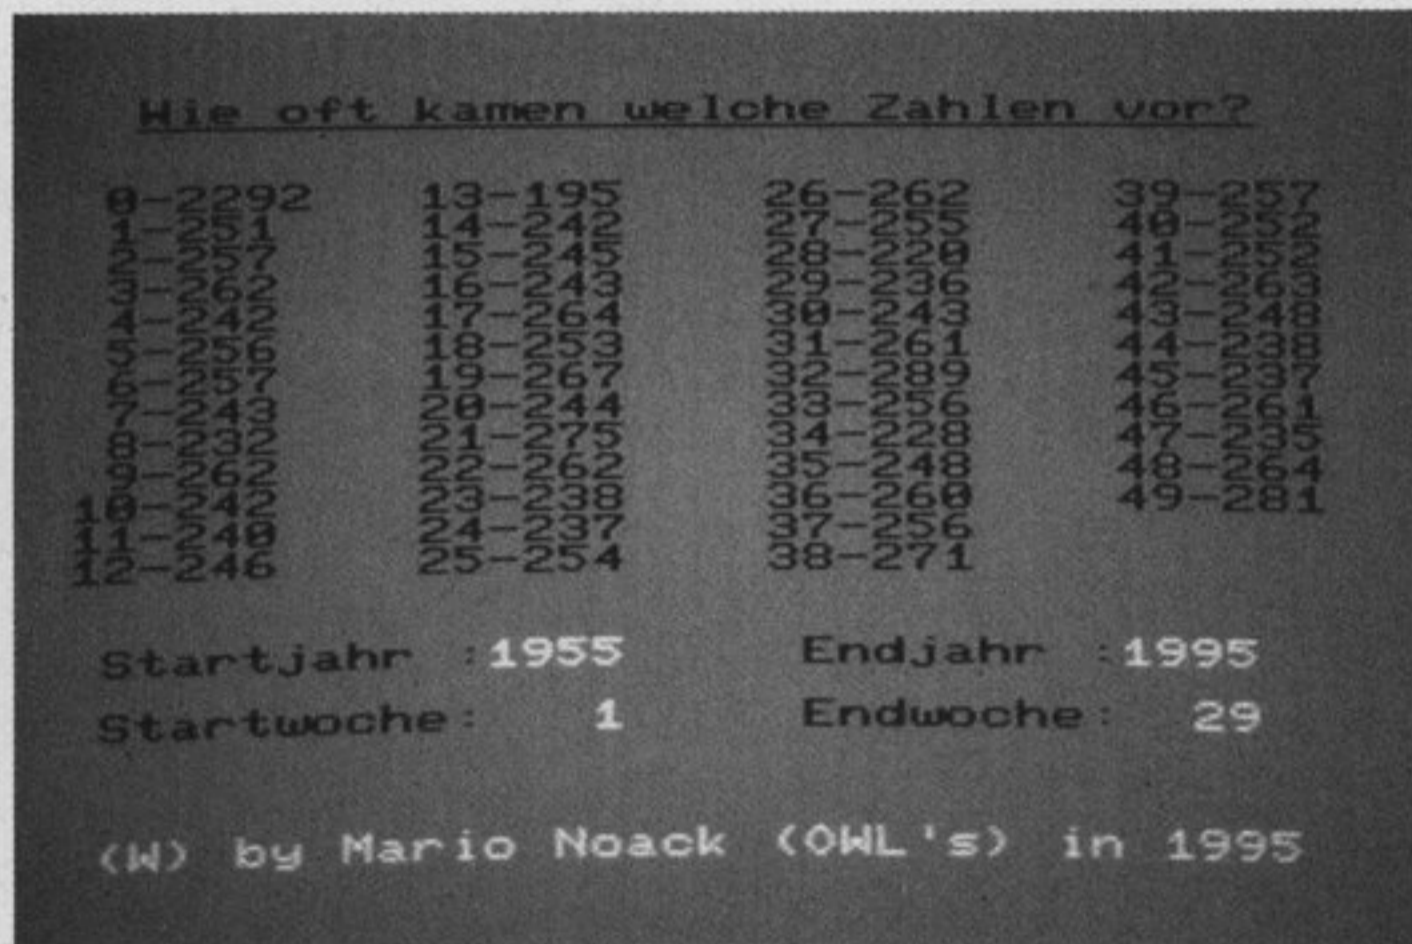 Wie oft kamen welche Zahlen vor?
0-2292 13-195 26-262 39-257
1-251 14-242 27-255 40-252
2-257 15-245 28-220 41-252
3-262 16-243 29-236 42-263
4-242 17-264 30-243 43-248
5-256 18-253 31-261 44-238
6-257 19-267 32-289 45-237
7-243 20-244 33-256 46-261
8-232 21-275 34-228 47-235
9-262 22-262 35-248 48-264
10-242 23-238 36-260 49-281
11-240 24-237 37-256
12-246 25-254 38-271
Startjahr :1955 Endjahr :1995
Startwoche: 1 Endwoche: 29
(W) by Mario Noack (OWL's) in 1995